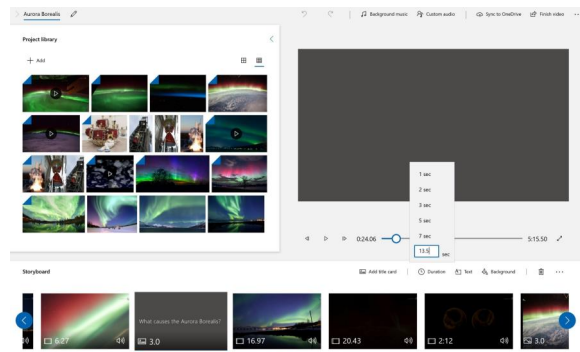 Aurora Borealis
Background music
Custom audio
Sync to OneDrive
Finish video
Project library
+ Add
1 sec
2 sec
3 sec
5 sec
7 sec
13.5 sec
0:24.06
5:15.50
Storyboard
Add title card
Duration
Text
Background
What causes the Aurora Borealis?
6.27
3.0
16.97
20.43
2:12
3.0